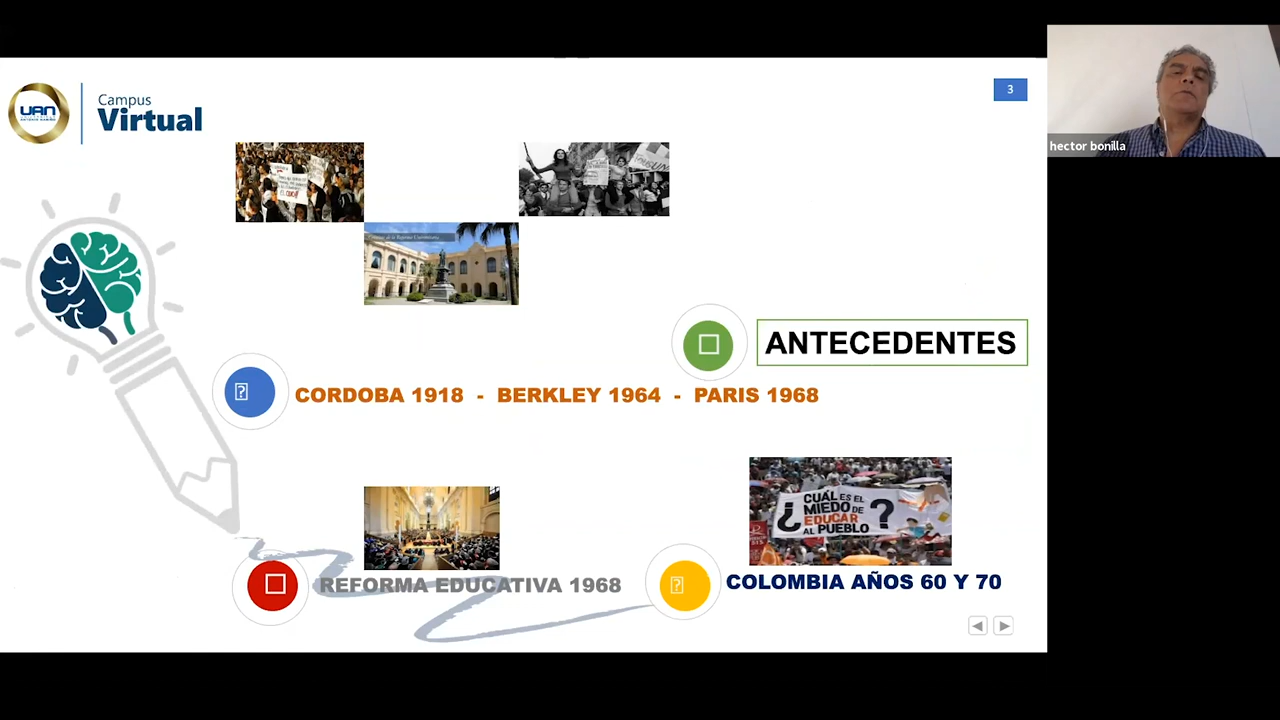 UAN
Campus
Virtual
3
hector bonilla
ANTECEDENTES
CORDOBA 1918 - BERKLEY 1964 - PARIS 1968
¿CUÁL ES EL
MIEDO DE
EDUCAR
AL PUEBLO?
REFORMA EDUCATIVA 1968
COLOMBIA AÑOS 60 Y 70